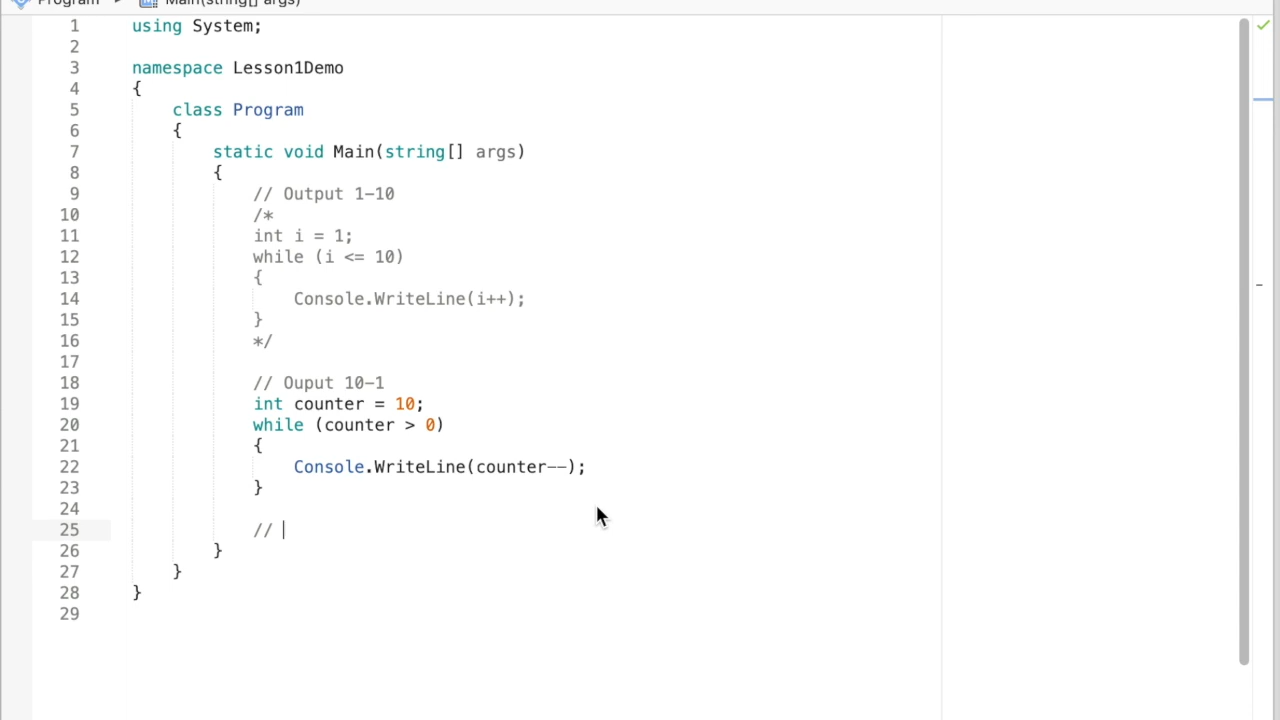 Program Main(string[] args)
1 using System;
2
3 namespace Lesson1Demo
4 {
5 class Program
6 {
7 static void Main(string[] args)
8 {
9 // Output 1-10
10 /*
11 int i = 1;
12 while (i <= 10)
13 {
14 Console.WriteLine(i++);
15 }
16 */
17
18 // Ouput 10-1
19 int counter = 10;
20 while (counter > 0)
21 {
22 Console.WriteLine(counter--);
23 }
24
25 //
26 }
27 }
28 }
29